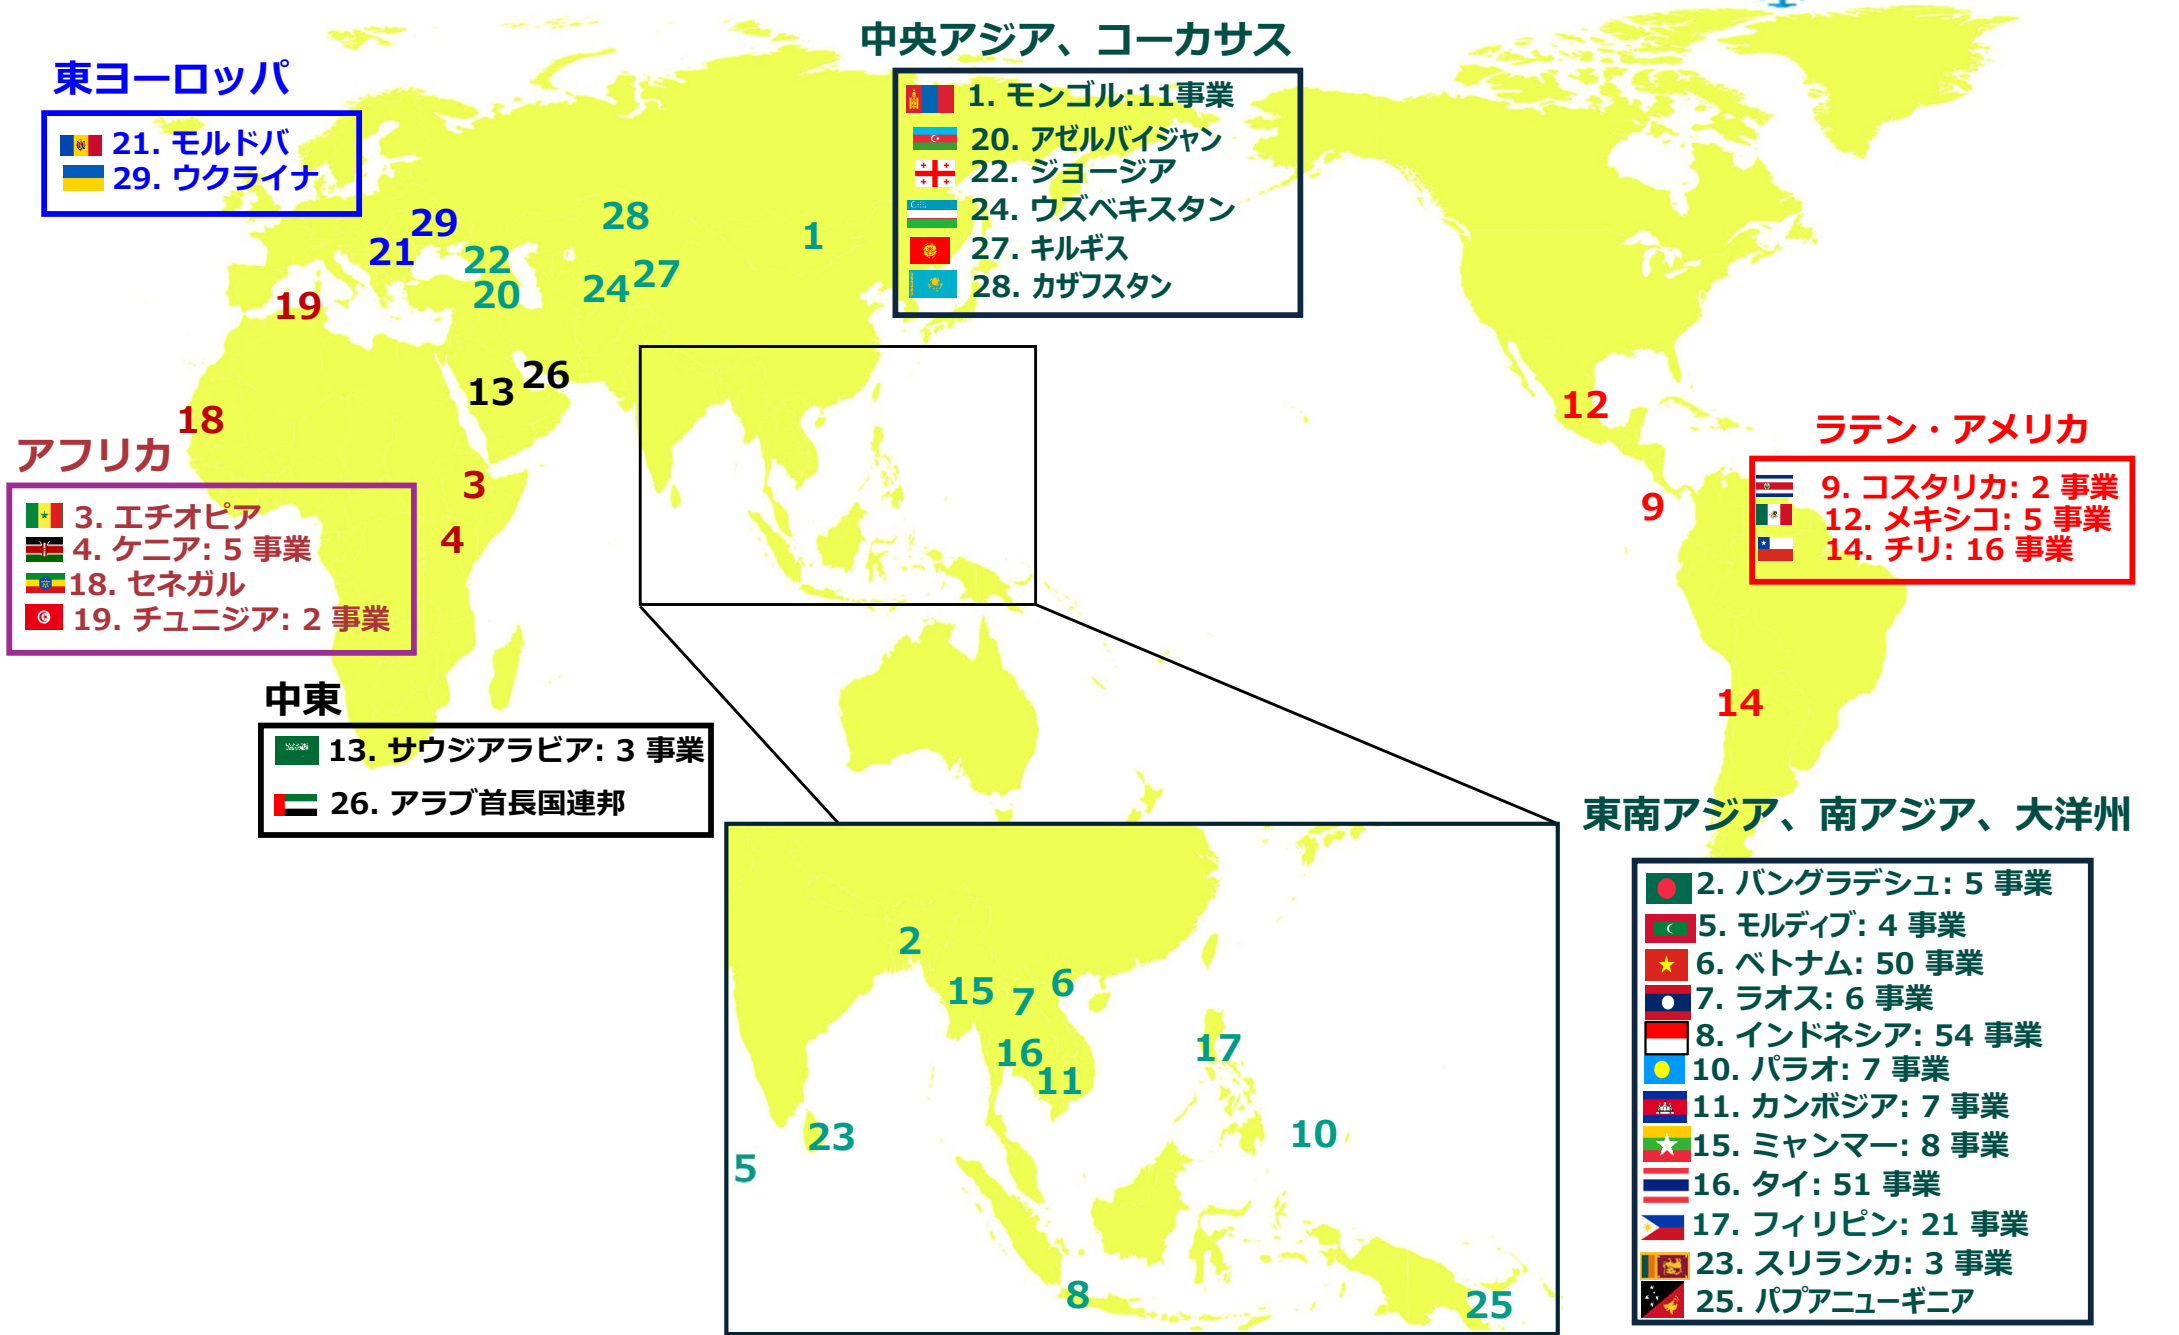 中央アジア、コーカサス
1. モンゴル:11事業
20. アゼルバイジャン
22. ジョージア
24. ウズベキスタン
27. キルギス
28. カザフスタン
東ヨーロッパ
21. モルドバ
29. ウクライナ
29
28
1
21
22
27
24
20
19
26
13
18
12
3
9
4
14
アフリカ
3. エチオピア
4. ケニア: 5 事業
18. セネガル
19. チュニジア: 2 事業
ラテン・アメリカ
9. コスタリカ: 2 事業
12. メキシコ: 5 事業
14. チリ: 16 事業
中東
13. サウジアラビア: 3 事業
26. アラブ首長国連邦
東南アジア、南アジア、大洋州
2. バングラデシュ: 5 事業
5. モルディブ: 4 事業
6. ベトナム: 50 事業
7. ラオス: 6 事業
8. インドネシア: 54 事業
10. パラオ: 7 事業
11. カンボジア: 7 事業
15. ミャンマー: 8 事業
16. タイ: 51 事業
17. フィリピン: 21 事業
23. スリランカ: 3 事業
25. パプアニューギニア
2
15
7
6
16
17
11
23
10
5
8
25